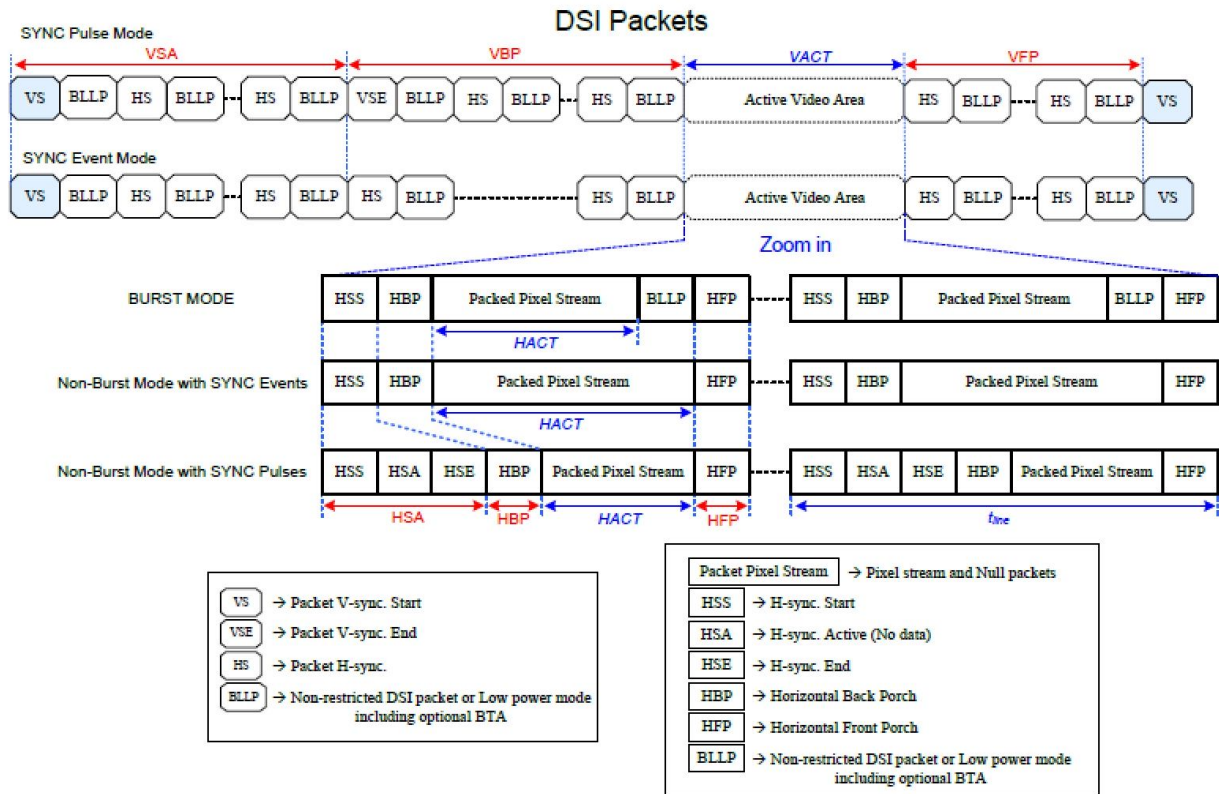 DSI Packets
SYNC Pulse Mode
VSA VBP VACT VFP
VS BLLP HS BLLP HS BLLP VSE BLLP HS BLLP HS BLLP Active Video Area HS BLLP HS BLLP VS
SYNC Event Mode
VS BLLP HS BLLP HS BLLP HS BLLP HS BLLP Active Video Area HS BLLP HS BLLP VS
Zoom in
BURST MODE HSS HBP Packed Pixel Stream BLLP HFP HSS HBP Packed Pixel Stream BLLP HFP
HACT
Non-Burst Mode with SYNC Events HSS HBP Packed Pixel Stream HFP HSS HBP Packed Pixel Stream HFP
HACT
Non-Burst Mode with SYNC Pulses HSS HSA HSE HBP Packed Pixel Stream HFP HSS HSA HSE HBP Packed Pixel Stream HFP
HSA HBP HACT HFP tline
VS → Packet V-sync. Start
VSE → Packet V-sync. End
HS → Packet H-sync.
BLLP → Non-restricted DSI packet or Low power mode
including optional BTA
Packet Pixel Stream → Pixel stream and Null packets
HSS → H-sync. Start
HSA → H-sync. Active (No data)
HSE → H-sync. End
HBP → Horizontal Back Porch
HFP → Horizontal Front Porch
BLLP → Non-restricted DSI packet or Low power mode
including optional BTA